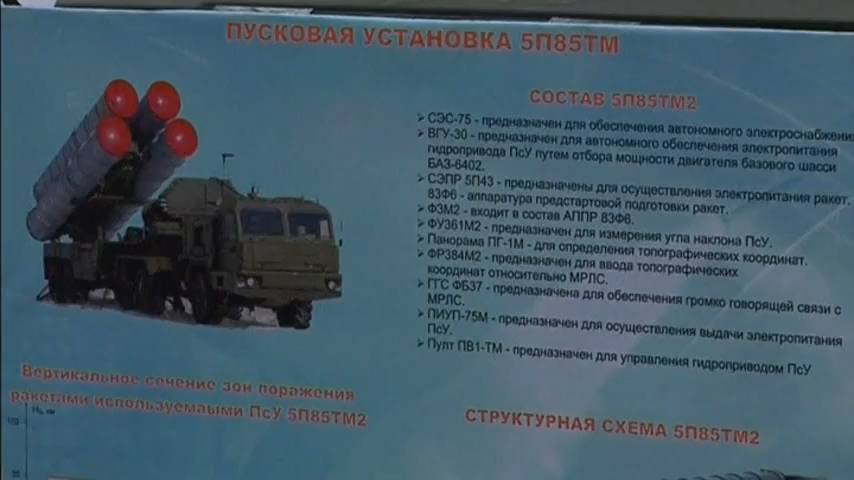 ПУСКОВАЯ УСТАНОВКА 5П85ТМ
СОСТАВ 5П85ТМ2
➢ СЭС-75 - предназначен для обеспечения автономного электроснабжения
➢ ВГУ-30 - предназначен для автономного обеспечения электропитания
гидропривода ПсУ путем отбора мощности двигателя базового шасси
БАЗ-6402.
➢ СЭПР 5П43 - предназначены для осуществления электропитания ракет.
➢ 83Ф6 - аппаратура предстартовой подготовки ракет.
➢ Ф3М2 - входит в состав АППР 83Ф6.
➢ ФУ361М2 - предназначен для измерения угла наклона ПсУ.
➢ Панорама ПГ-1М - для определения топографических координат.
➢ ФР384М2 - предназначен для ввода топографических
координат относительно МРЛС.
➢ ГГС ФБ37 - предназначена для обеспечения громко говорящей связи с
МРЛС.
➢ ПИУП-75М - предназначен для осуществления выдачи электропитания
ПсУ.
➢ Пулт ПВ1-ТМ - предназначен для управления гидроприводом ПсУ
Вертикальное сечение зон поражения
ракетами используемаыми ПсУ 5П85ТМ2
СТРУКТУРНАЯ СХЕМА 5П85ТМ2